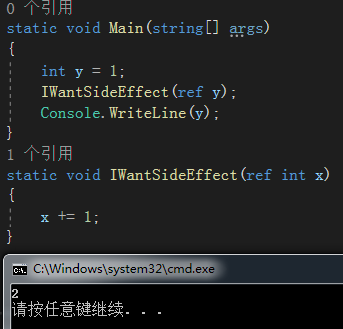 0 个引用
static void Main(string[] args)
{
int y = 1;
IWantSideEffect(ref y);
Console.WriteLine(y);
}
1 个引用
static void IWantSideEffect(ref int x)
{
x += 1;
}
C:\Windows\system32\cmd.exe
2
请按任意键继续. . .